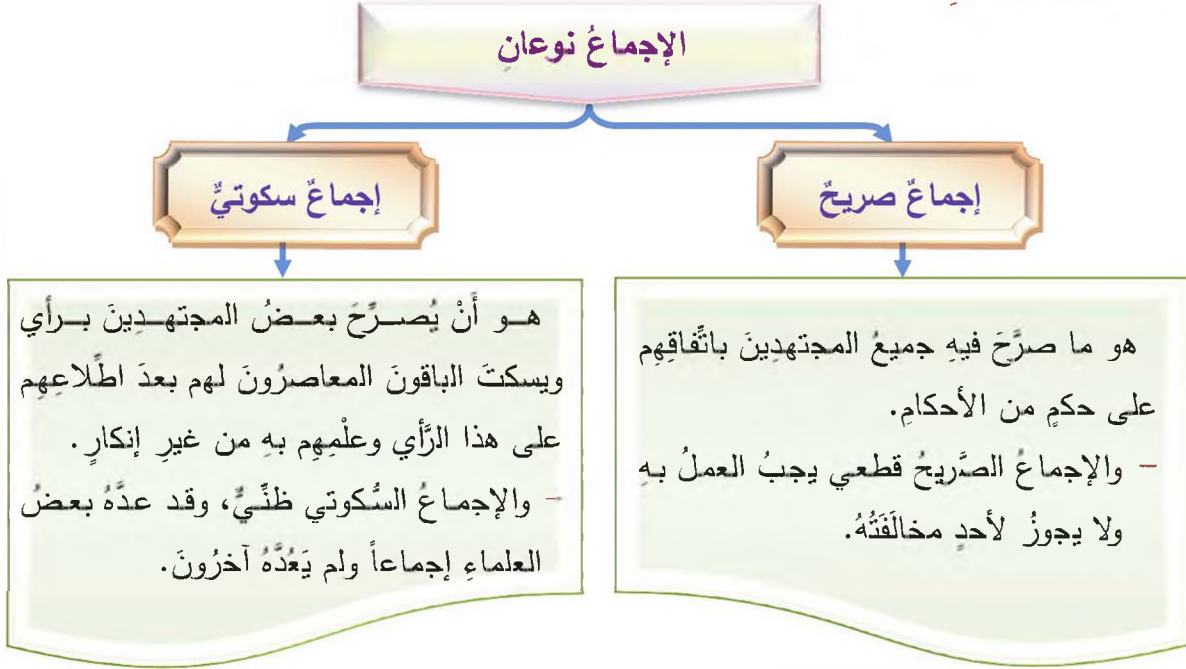 الإجماعُ نوعانِ
إجماعٌ صريحٌ
هو ما صرَّحَ فيهِ جميعُ المجتهدينَ باتِّفاقِهِم
على حكمٍ من الأحكامِ.
– والإجماعُ الصَّريحُ قطعي يجبُ العملُ بهِ
ولا يجوزُ لأحدٍ مخالَفَتُهُ.
إجماعٌ سكوتيٌّ
هو أَنْ يُصرِّحَ بعضُ المجتهدِينَ برأي
ويسكتَ الباقونَ المعاصرُونَ لهم بعدَ اطِّلاعِهِم
على هذا الرَّأي وعلْمِهِم بهِ من غيرِ إنكارٍ.
– والإجماعُ السُّكوتي ظنِّيٌّ، وقد عدَّهُ بعضُ
العلماءِ إجماعاً ولم يَعُدَّهُ آخرُونَ.